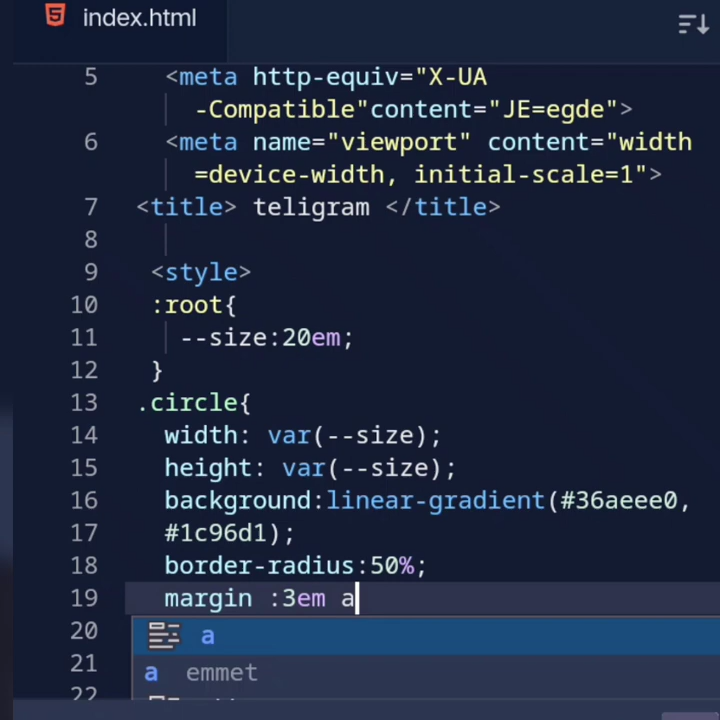 index.html
5 <meta http-equiv="X-UA
-Compatible"content="JE=egde">
6 <meta name="viewport" content="width
=device-width, initial-scale=1">
7 <title> teligram </title>
8
9 <style>
10 :root{
11 --size:20em;
12 }
13 .circle{
14 width: var(--size);
15 height: var(--size);
16 background:linear-gradient(#36aeee0,
17 #1c96d1);
18 border-radius:50%;
19 margin :3em a
20 a
21 a emmet
22